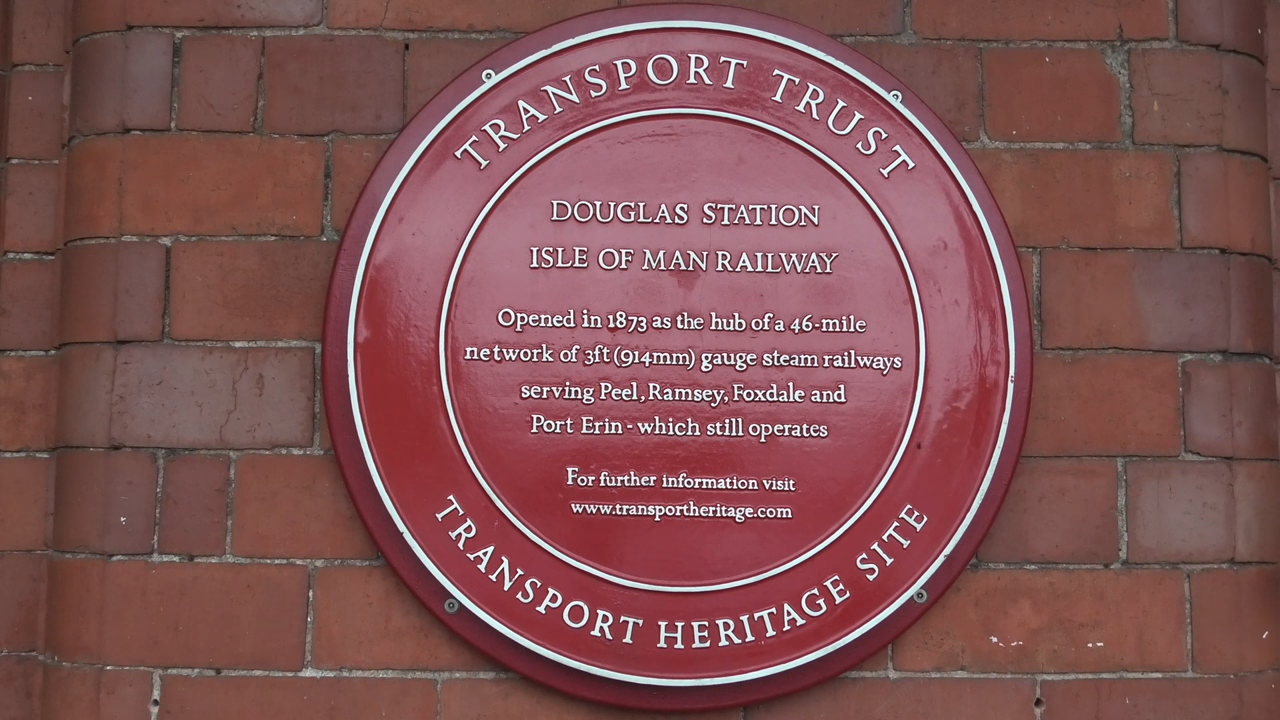 TRANSPORT TRUST
DOUGLAS STATION
ISLE OF MAN RAILWAY
Opened in 1873 as the hub of a 46-mile
network of 3ft (914mm) gauge steam railways
serving Peel, Ramsey, Foxdale and
Port Erin - which still operates
For further information visit
www.transportheritage.com
TRANSPORT HERITAGE SITE